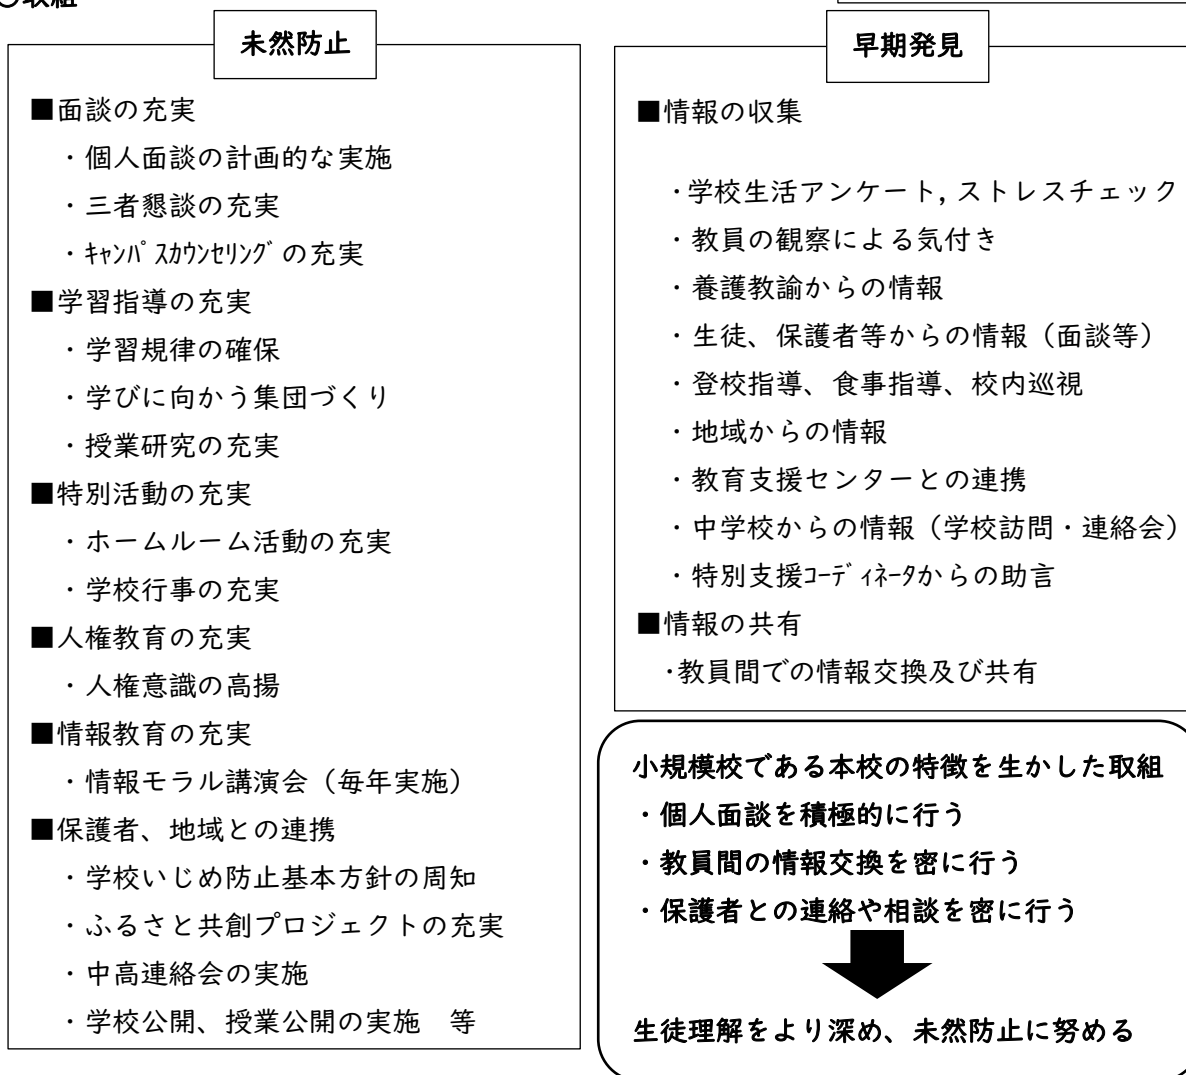 ○取組
未然防止
■面談の充実
・個人面談の計画的な実施
・三者懇談の充実
・ｷｬﾝﾊﾟｽｶｳﾝｾﾘﾝｸﾞの充実
■学習指導の充実
・学習規律の確保
・学びに向かう集団づくり
・授業研究の充実
■特別活動の充実
・ホームルーム活動の充実
・学校行事の充実
■人権教育の充実
・人権意識の高揚
■情報教育の充実
・情報モラル講演会（毎年実施）
■保護者、地域との連携
・学校いじめ防止基本方針の周知
・ふるさと共創プロジェクトの充実
・中高連絡会の実施
・学校公開、授業公開の実施　等
早期発見
■情報の収集
・学校生活アンケート,ストレスチェック
・教員の観察による気付き
・養護教諭からの情報
・生徒、保護者等からの情報（面談等）
・登校指導、食事指導、校内巡視
・地域からの情報
・教育支援センターとの連携
・中学校からの情報（学校訪問・連絡会）
・特別支援ｺｰﾃﾞｨﾈｰﾀからの助言
■情報の共有
・教員間での情報交換及び共有
小規模校である本校の特徴を生かした取組
・個人面談を積極的に行う
・教員間の情報交換を密に行う
・保護者との連絡や相談を密に行う
生徒理解をより深め、未然防止に努める